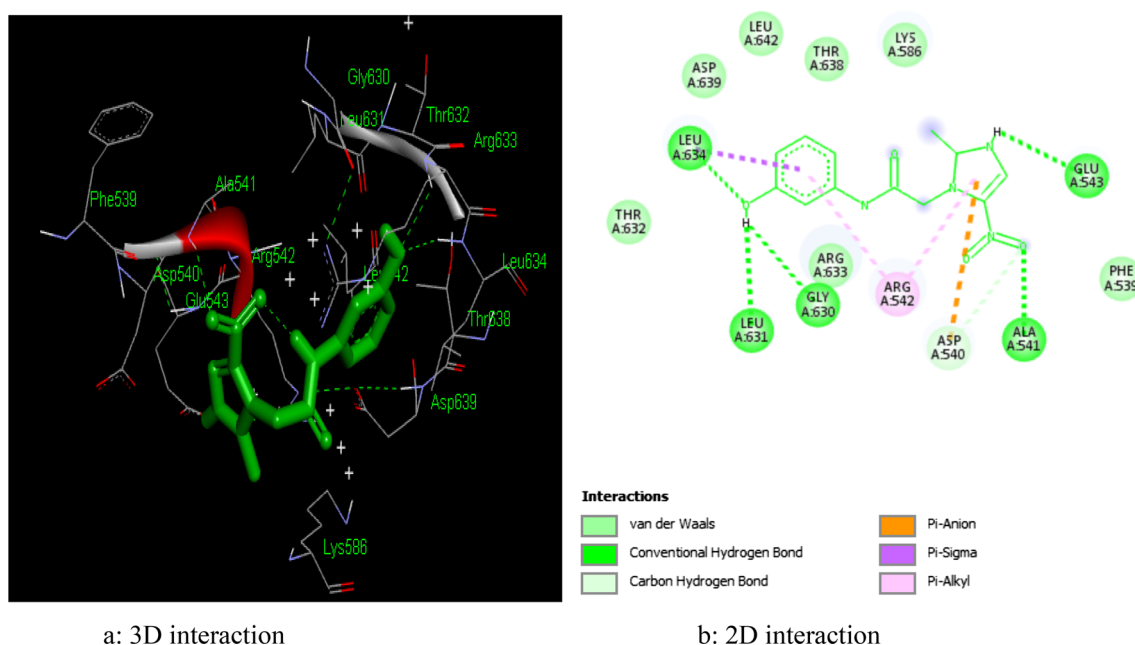 Gly630
eu631
Thr632
Arg633
Phe539
Ala541
Asp540
Arg542
Leu642
Leu634
Glu543
Thr638
Asp639
Lys586
LEU
A:642
LYS
A:586
THR
A:638
ASP
A:639
LEU
A:634
H
N
GLU
A:543
O
N
N
O
H
THR
A:632
ARG
A:633
N
O
O
PHE
A:539
ARG
A:542
GLY
A:630
LEU
A:631
ASP
A:540
ALA
A:541
Interactions
van der Waals
Conventional Hydrogen Bond
Carbon Hydrogen Bond
Pi-Anion
Pi-Sigma
Pi-Alkyl
a: 3D interaction
b: 2D interaction